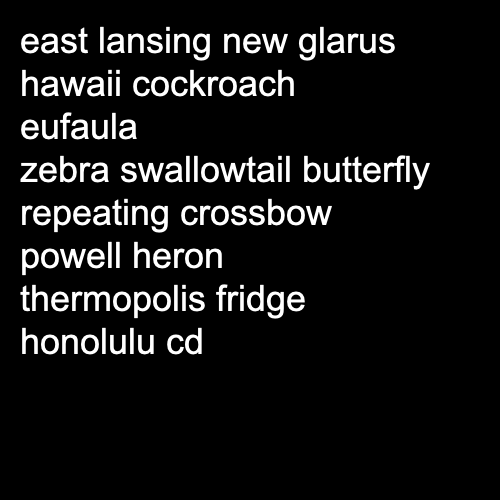 east lansing new glarus
hawaii cockroach
eufaula
zebra swallowtail butterfly
repeating crossbow
powell heron
thermopolis fridge
honolulu cd